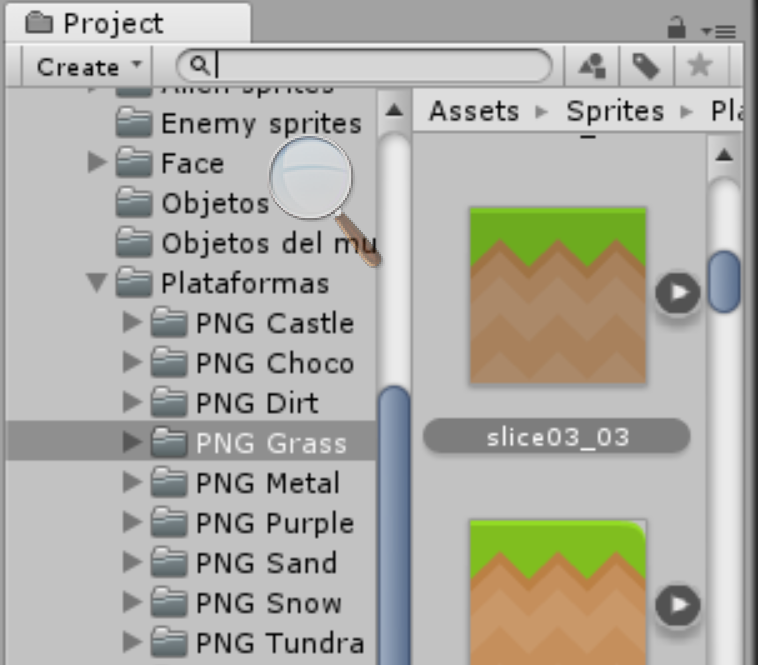 Project
Create
Assets Sprites
Alien sprites
Enemy sprites
Face
Objetos
Objetos del mu
Plataformas
PNG Castle
PNG Choco
PNG Dirt
PNG Grass
PNG Metal
PNG Purple
PNG Sand
PNG Snow
PNG Tundra
slice03_03